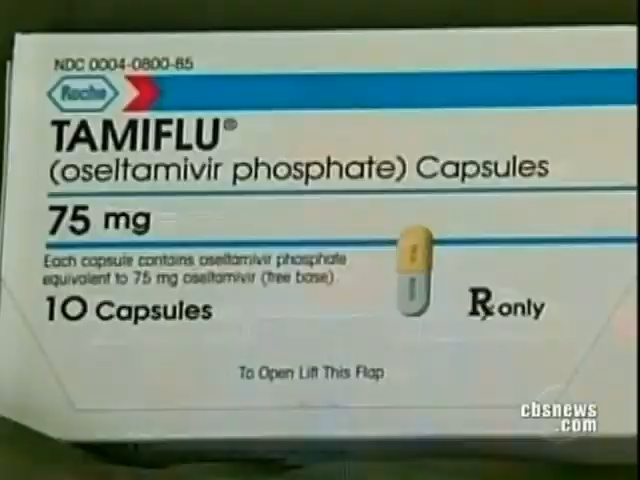 NDC 0004-0800-85
Roche
TAMIFLU®
(oseltamivir phosphate) Capsules
75 mg
Each capsule contains oseltamivir phosphate
equivalent to 75 mg oseltamivir (free base).
10 Capsules
Rx only
To Open Lift This Flap
cbsnews
.com